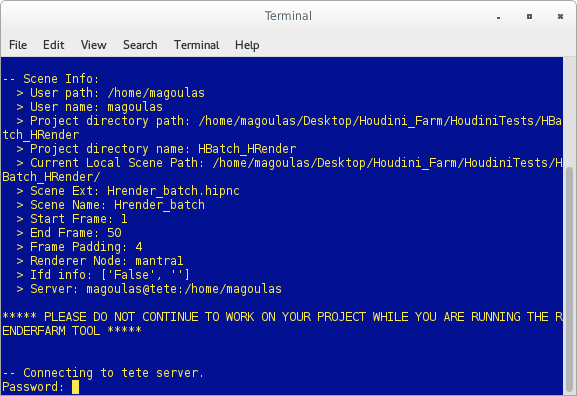 Terminal
File Edit View Search Terminal Help
-- Scene Info:
> User path: /home/magoulas
> User name: magoulas
> Project directory path: /home/magoulas/Desktop/Houdini_Farm/HoudiniTests/HBa
tch_HRender
> Project directory name: HBatch_HRender
> Current Local Scene Path: /home/magoulas/Desktop/Houdini_Farm/HoudiniTests/H
Batch_HRender/
> Scene Ext: Hrender_batch.hipnc
> Scene Name: Hrender_batch
> Start Frame: 1
> End Frame: 50
> Frame Padding: 4
> Renderer Node: mantra1
> Ifd info: ['False', '']
> Server: magoulas@tete:/home/magoulas
***** PLEASE DO NOT CONTINUE TO WORK ON YOUR PROJECT WHILE YOU ARE RUNNING THE R
ENDERFARM TOOL *****
-- Connecting to tete server.
Password: